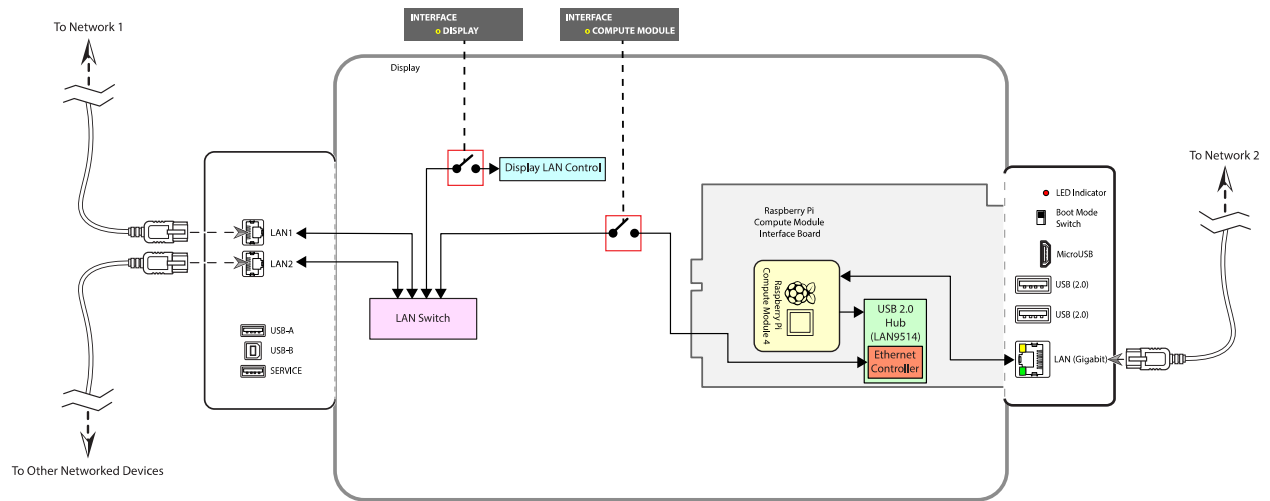 To Network 1
INTERFACE
o DISPLAY
INTERFACE
o COMPUTE MODULE
Display
To Network 2
Display LAN Control
LED Indicator
Boot Mode
Switch
Raspberry Pi
Compute Module
Interface Board
LAN1
LAN2
MicroUSB
USB (2.0)
USB (2.0)
Raspberry Pi
Compute Module 4
USB 2.0
Hub
(LAN9514)
Ethernet
Controller
LAN Switch
USB-A
USB-B
SERVICE
LAN (Gigabit)
To Other Networked Devices